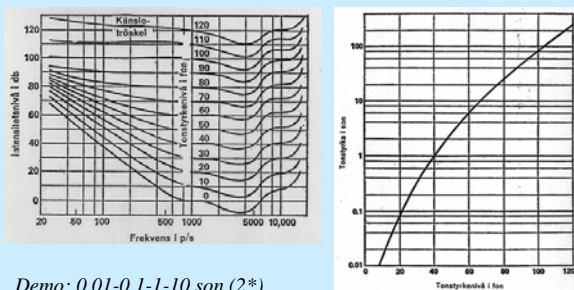 Känslo-
tröskel
Intensitetsnivå i db
120
100
80
60
40
20
0
Tonstyrkenivå i fon
120
110
100
90
80
70
60
50
40
30
20
10
0
20 50 100 500 1000 5000 10,000
Frekvens i p/s
Tonstyrka i son
100
10
1
0.1
0.01
0 20 40 60 80 100 120
Tonstyrkenivå i fon
Demo: 0,01-0,1-1-10 son (2*)